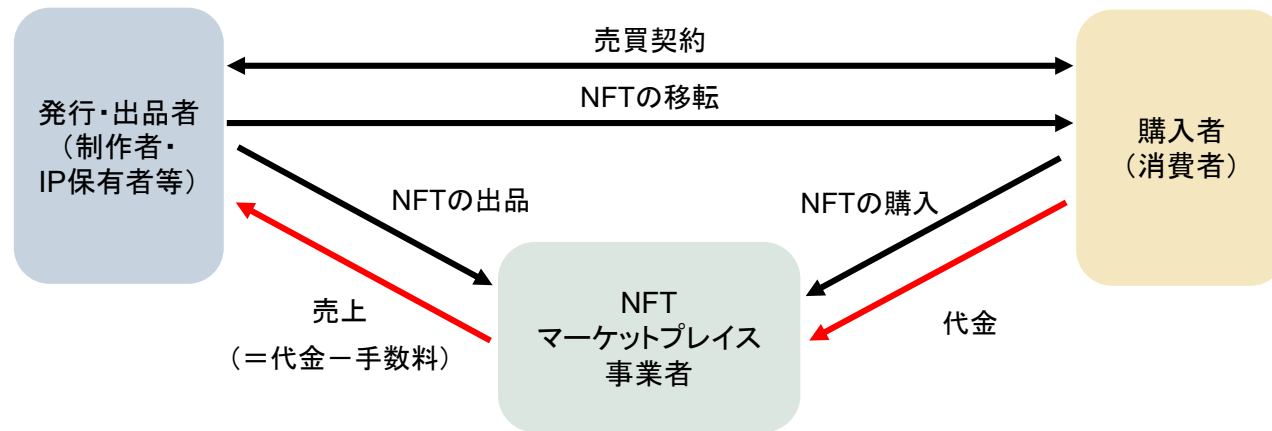 売買契約
NFTの移転
発行・出品者
（制作者・
IP保有者等）
購入者
（消費者）
NFTの出品
NFTの購入
売上
（＝代金－手数料）
代金
NFT
マーケットプレイス
事業者